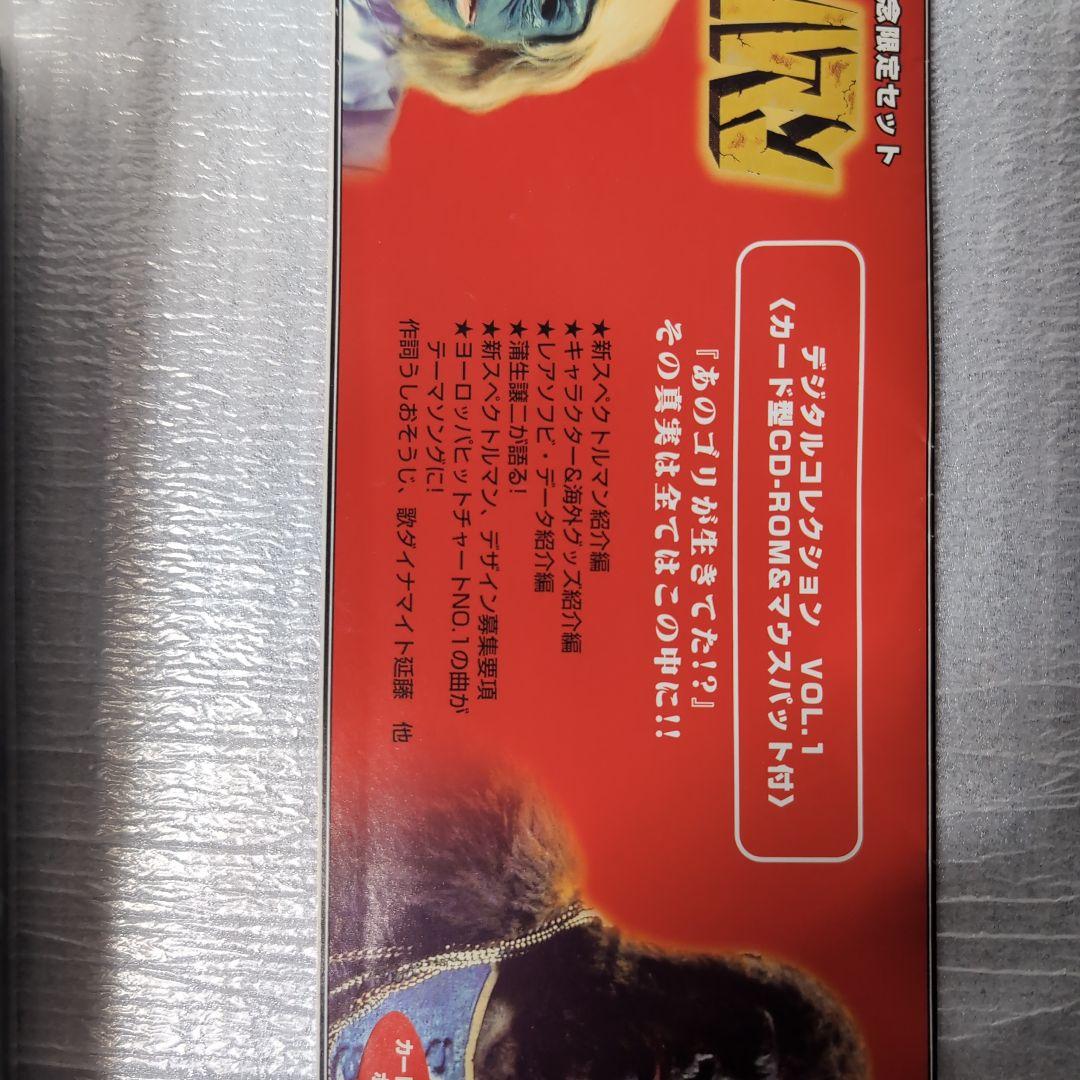 念限定セット
デジタルコレクション VOL.1
〈カード型CD-ROM&マウスパット付〉
『あのゴリが生きてた!?』
その真実は全てはこの中に!!
★新スペクトルマン紹介編
★キャラクター&海外グッズ紹介編
★レアソフビ・データ紹介編
★蒲生譲二が語る!
★新スペクトルマン、デザイン募集要項
★ヨーロッパヒットチャートNO.1の曲が
テーマソングに!
作詞うしおそうじ、歌ダイナマイト延藤 他
カー